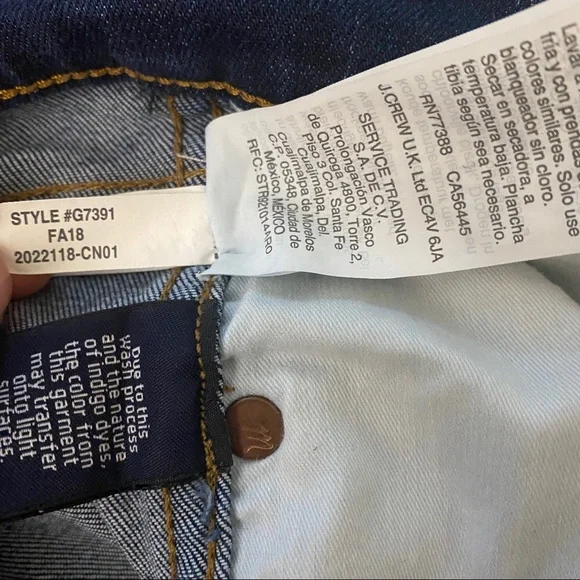 STYLE #G7391
FA18
2022118-CN01
Due to this
wash process
and the nature
of indigo dyes,
the color from
this garment
may transfer
onto light
surfaces.
m
fría y con prendas
colores similares. Solo use
blanqueador sin cloro.
Secar en secadora, a
temperatura baja. Plancha
tibia según sea necesario.
RN77388 CA56445
J.CREW U.K. Ltd EC4V 6JA
SERVICE TRADING
S.A. DE C.V.
Prolongación Vasco
de Quiroga 4800, Torre 2,
Piso 3 Col. Santa Fe
Cuajimalpa, Del.
Cuajimalpa de Morelos
C.P. 05348, Ciudad de
México, MEXICO
RFC: